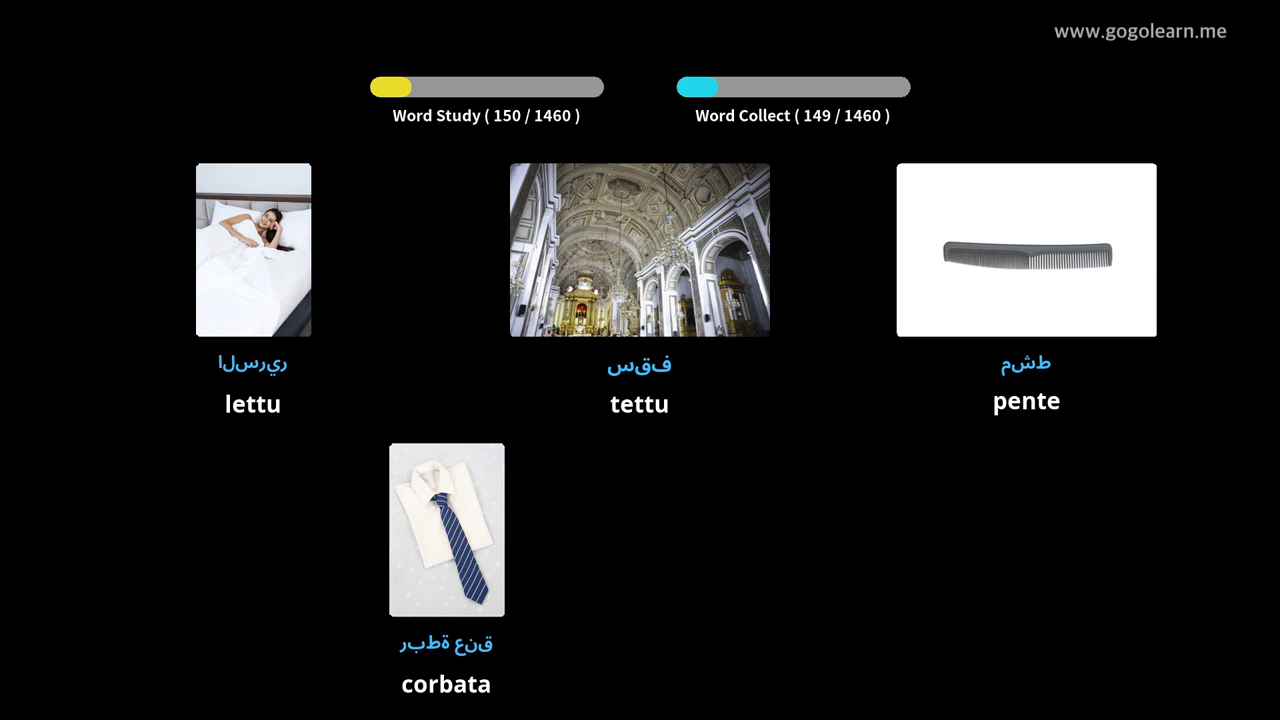 www.gogolearn.me
Word Study ( 150 / 1460 )
Word Collect ( 149 / 1460 )
السرير
lettu
سقف
tettu
مشط
pente
ربطة عنق
corbata